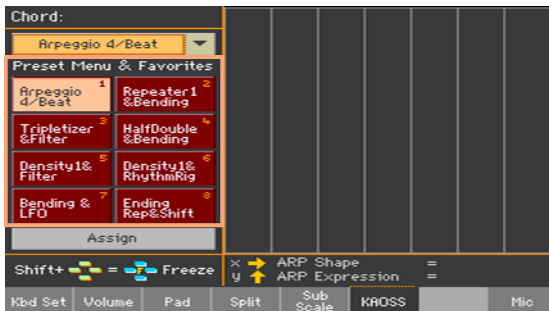 Chord:
Arpeggio 4/Beat
Preset Menu & Favorites
Arpeggio 4/Beat 1
Repeater1 &Bending 2
Tripletizer &Filter 3
HalfDouble &Bending 4
Density1& Filter 5
Density1& RhythmRig 6
Bending & LFO 7
Ending Rep&Shift 8
Assign
Shift+ = F Freeze
x ARP Shape =
y ARP Expression =
Kbd Set Volume Pad Split Sub Scale KAOSS Mic